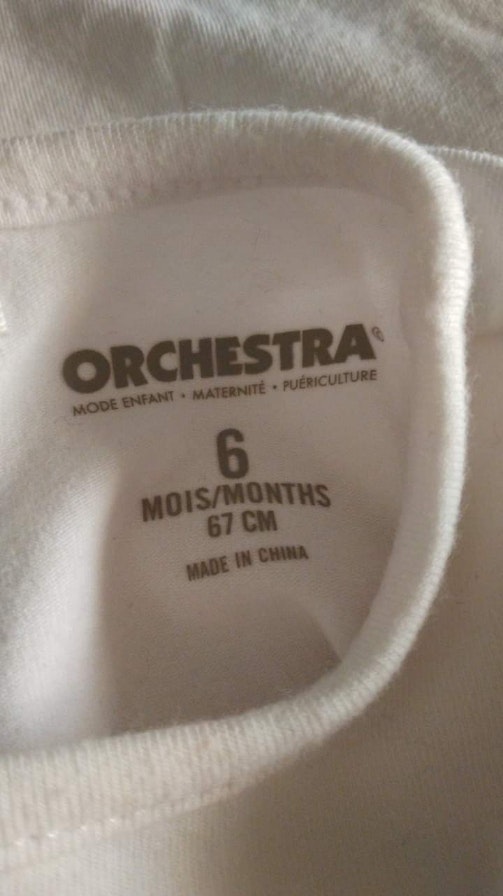 ORCHESTRA®
MODE ENFANT • MATERNITÉ • PUÉRICULTURE
6
MOIS/MONTHS
67 CM
MADE IN CHINA